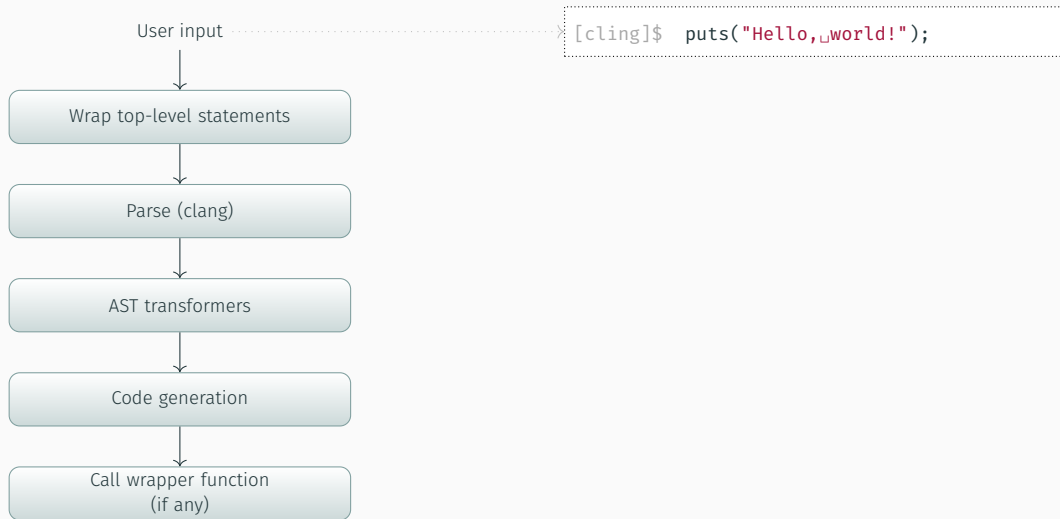 User input
[cling]$ puts("Hello,␣world!");
Wrap top-level statements
Parse (clang)
AST transformers
Code generation
Call wrapper function
(if any)